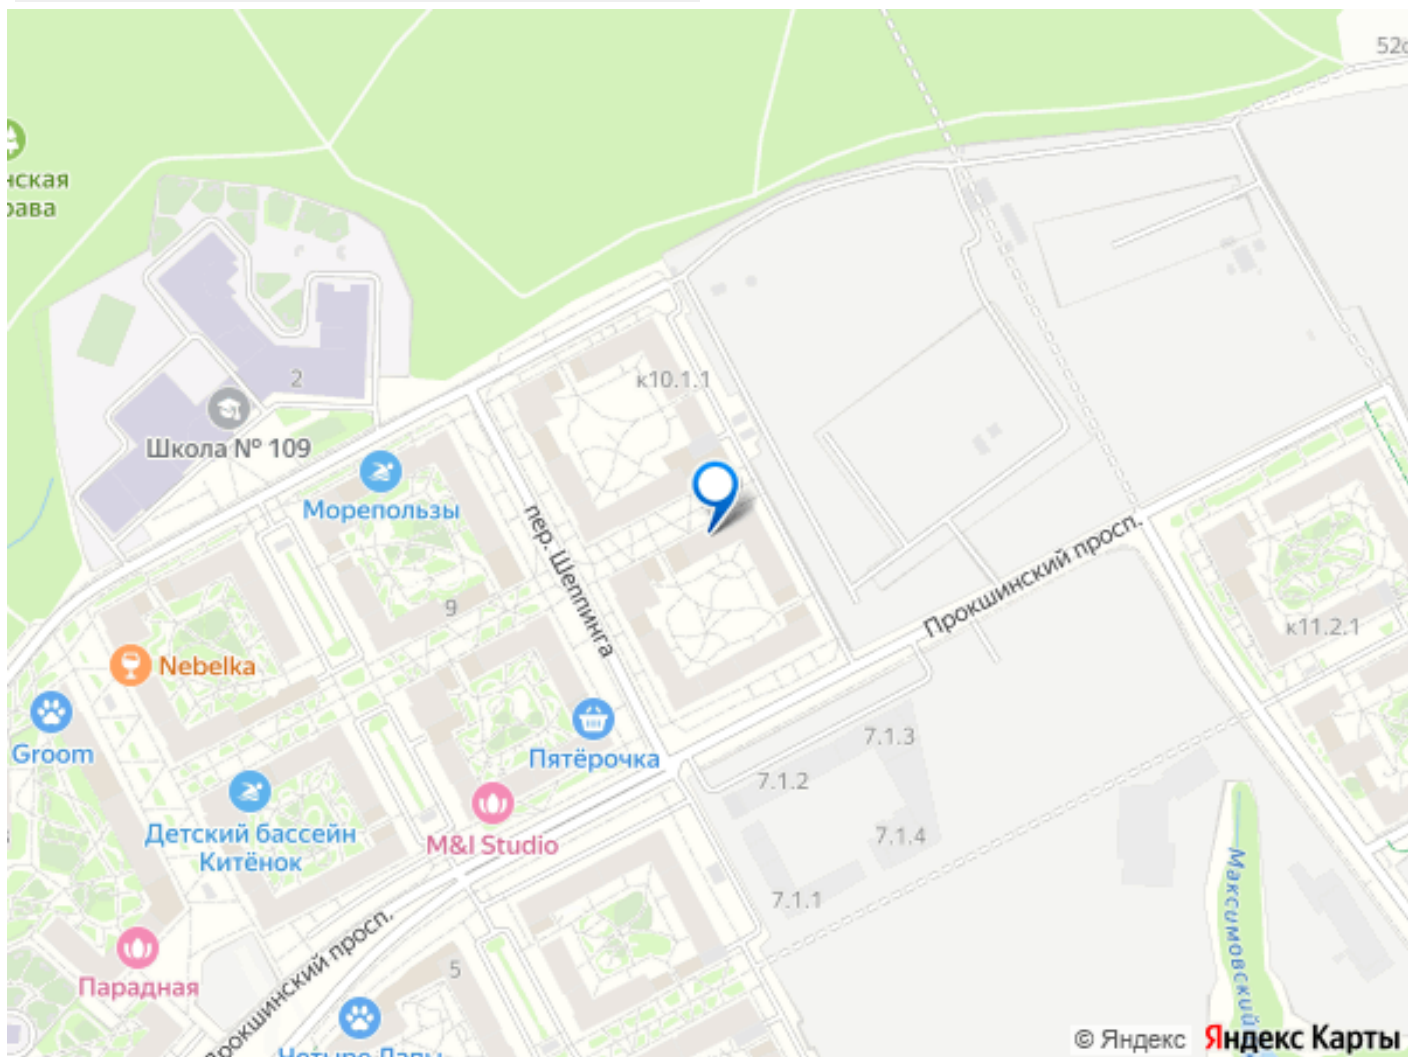 52с
нская
рава
к10.1.1
2
Школа № 109
Морепользы
пер. Шеппинга
Прокшинский просп.
9
к11.2.1
Nebelka
Groom
Пятёрочка
7.1.3
7.1.2
Детский бассейн
Китёнок
M&I Studio
7.1.4
7.1.1
Максимовский
Прокшинский просп.
Парадная
5
Четыре Лапы
© Яндекс Яндекс Карты